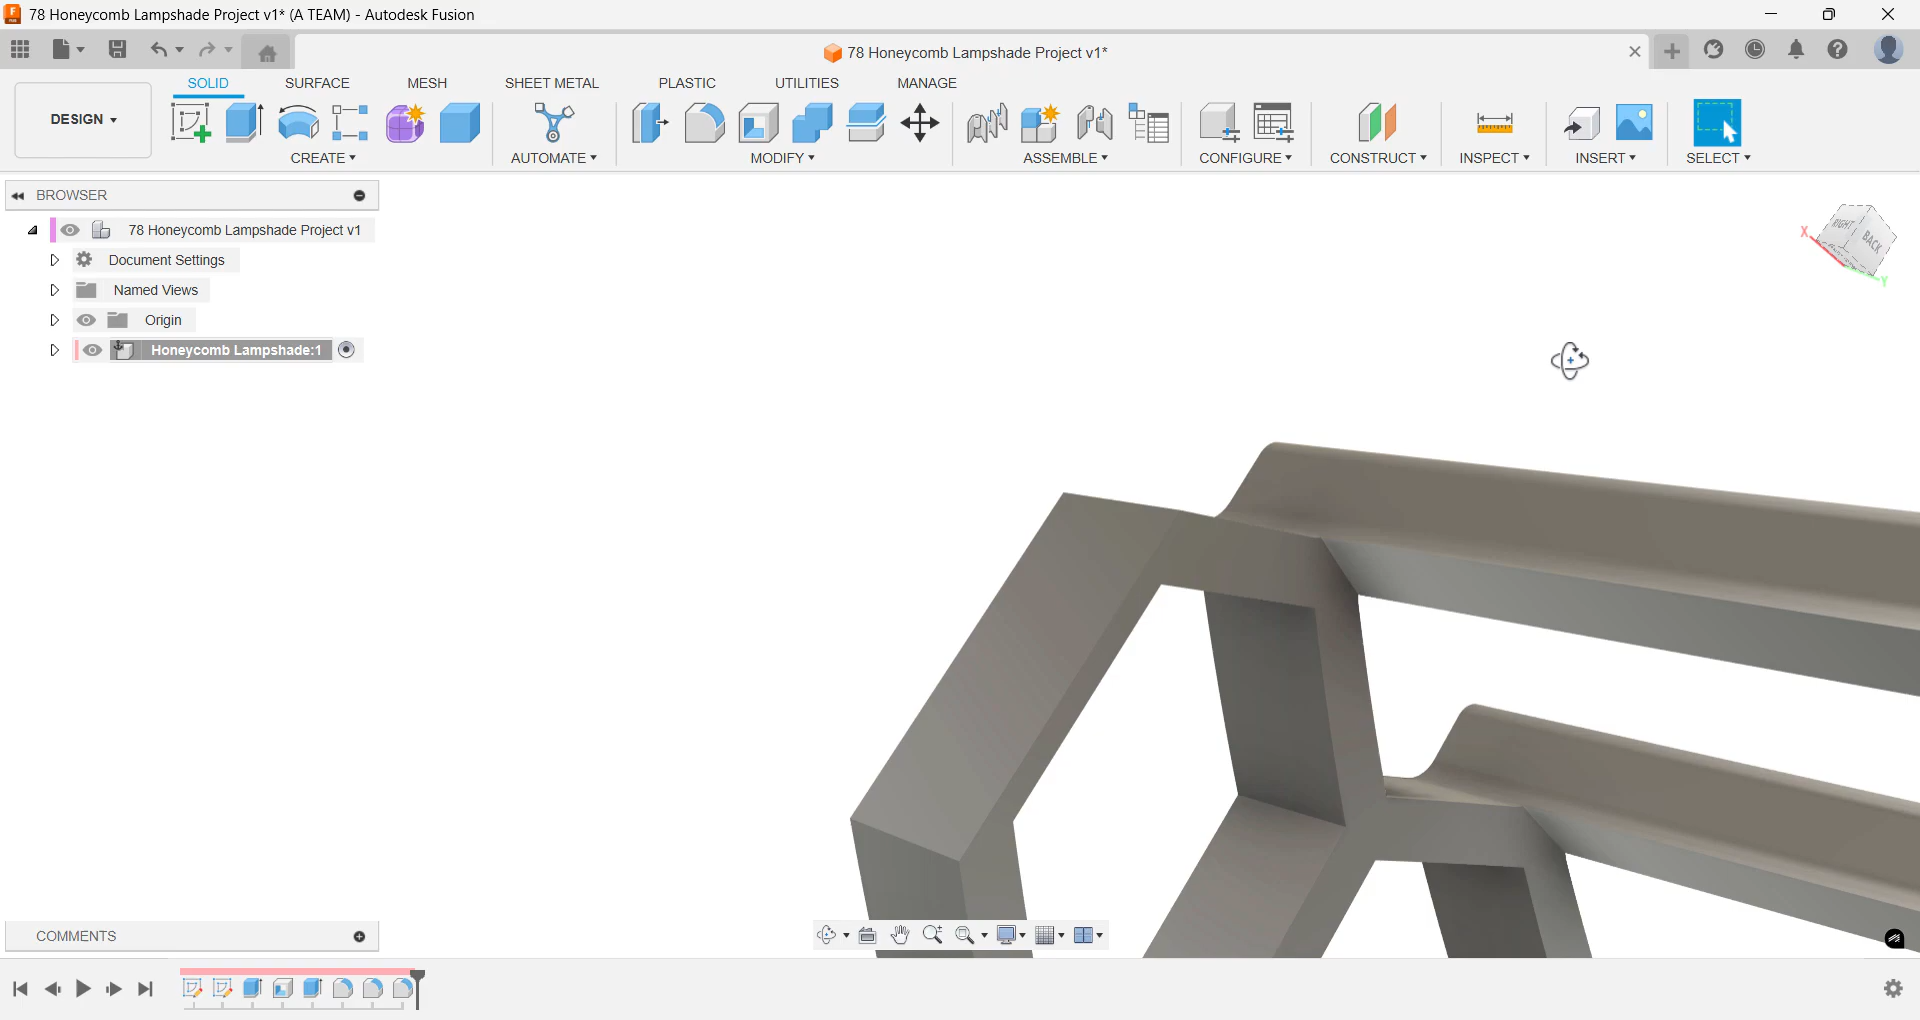 78 Honeycomb Lampshade Project v1* (A TEAM) - Autodesk Fusion
78 Honeycomb Lampshade Project v1*
SOLID
SURFACE
MESH
SHEET METAL
PLASTIC
UTILITIES
MANAGE
DESIGN
CREATE
AUTOMATE
MODIFY
ASSEMBLE
CONFIGURE
CONSTRUCT
INSPECT
INSERT
SELECT
BROWSER
78 Honeycomb Lampshade Project v1
Document Settings
Named Views
Origin
Honeycomb Lampshade:1
X
RIGHT
BACK
Y
COMMENTS